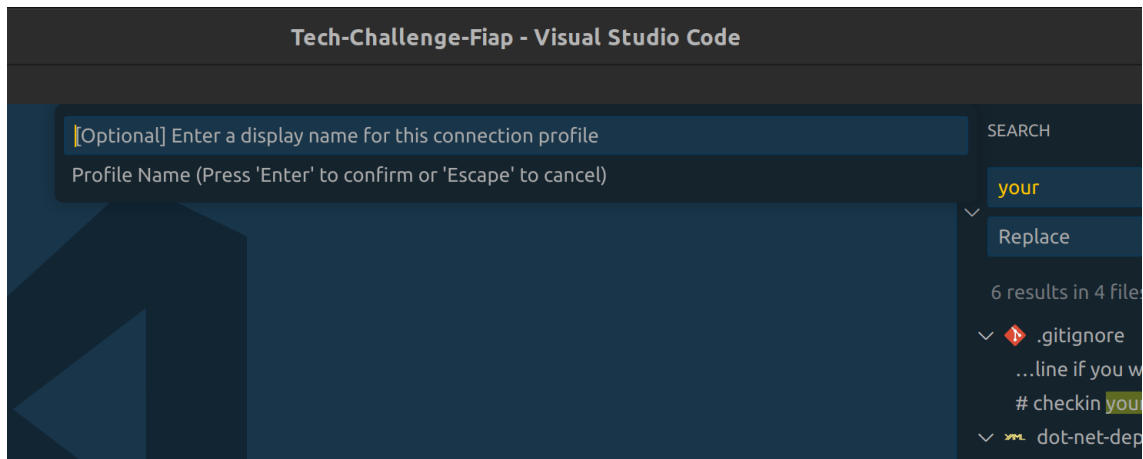 Tech-Challenge-Fiap - Visual Studio Code
[Optional] Enter a display name for this connection profile
Profile Name (Press 'Enter' to confirm or 'Escape' to cancel)
SEARCH
your
Replace
6 results in 4 files
.gitignore
…line if you w
# checkin your
YAML dot-net-dep